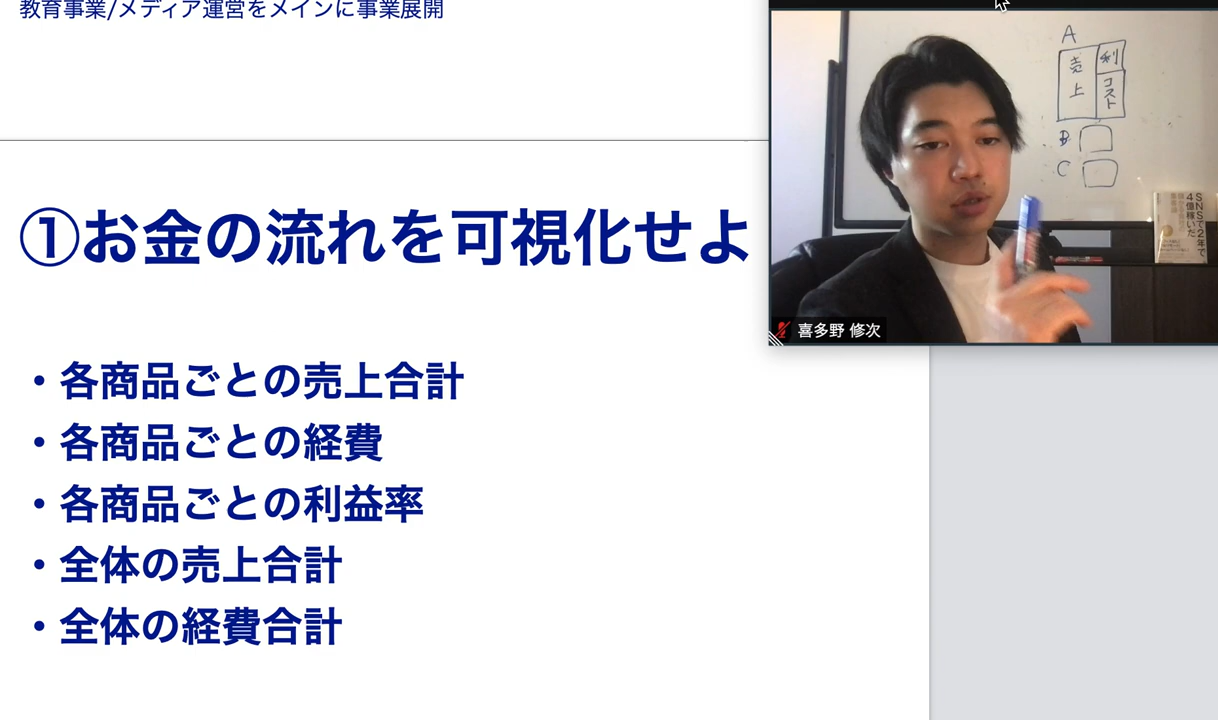 教育事業/メディア運営をメインに事業展開
①お金の流れを可視化せよ
・各商品ごとの売上合計
・各商品ごとの経費
・各商品ごとの利益率
・全体の売上合計
・全体の経費合計
A
売上
利
コスト
B
C
SNSで2年で
4億稼いだ
喜多野 修次